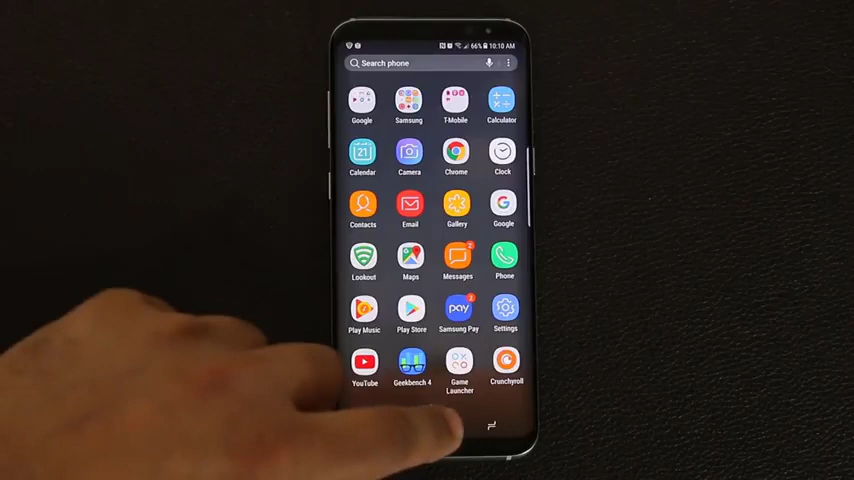 66% 10:10 AM
Search phone
Google Samsung T-Mobile Calculator
21
Calendar Camera Chrome Clock
Contacts Email Gallery Google
2
Lookout Maps Messages Phone
pay 2
Play Music Play Store Samsung Pay Settings
YouTube Geekbench 4 Game Launcher Crunchyroll